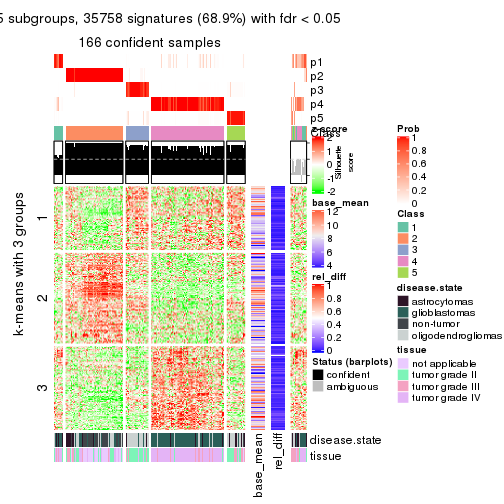 5 subgroups, 35758 signatures (68.9%) with fdr < 0.05
166 confident samples
p1
p2
p3
p4
p5
Class
Silhouette
score
k-means with 3 groups
1
2
3
z-score
2
1
0
-1
-2
base_mean
12
10
8
6
4
rel_diff
1
0.8
0.6
0.4
0.2
0
Status (barplots)
confident
ambiguous
Prob
1
0.8
0.6
0.4
0.2
0
Class
1
2
3
4
5
disease.state
astrocytomas
glioblastomas
non-tumor
oligodendrogliomas
tissue
not applicable
tumor grade II
tumor grade III
tumor grade IV
disease.state
tissue
base_mean
rel_diff